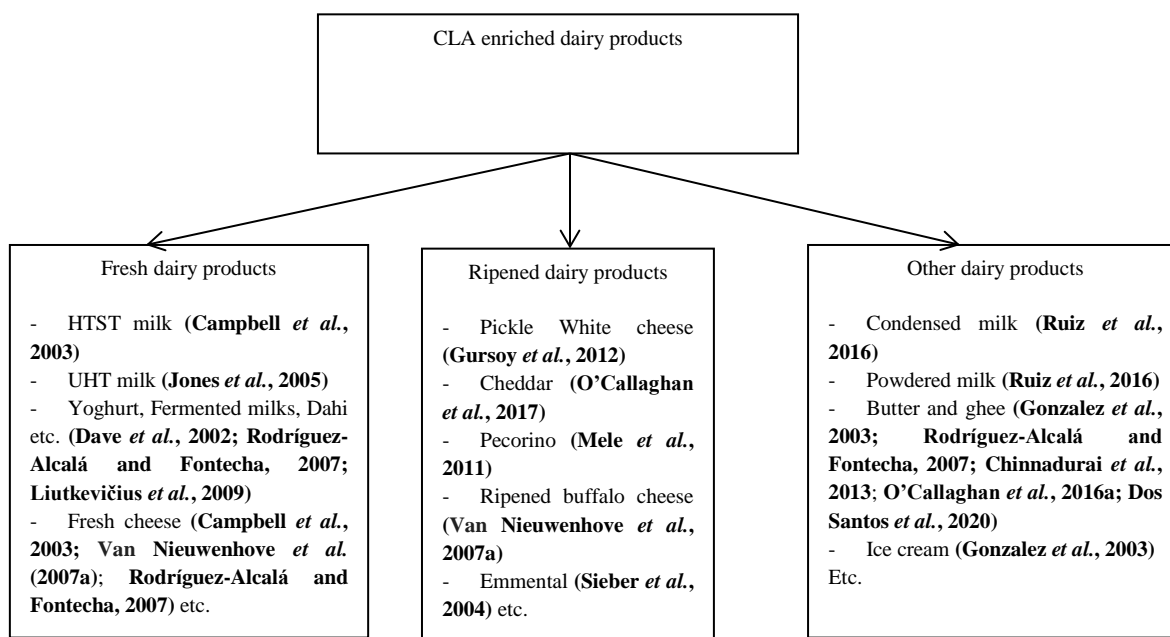 CLA enriched dairy products
Fresh dairy products
- HTST milk (Campbell et al.,
2003)
- UHT milk (Jones et al., 2005)
- Yoghurt, Fermented milks, Dahi
etc. (Dave et al., 2002; Rodríguez-
Alcalá and Fontecha, 2007;
Liutkevičius et al., 2009)
- Fresh cheese (Campbell et al.,
2003; Van Nieuwenhove et al.
(2007a); Rodríguez-Alcalá and
Fontecha, 2007) etc.
Ripened dairy products
- Pickle White cheese
(Gursoy et al., 2012)
- Cheddar (O’Callaghan
et al., 2017)
- Pecorino (Mele et al.,
2011)
- Ripened buffalo cheese
(Van Nieuwenhove et al.,
2007a)
- Emmental (Sieber et al.,
2004) etc.
Other dairy products
- Condensed milk (Ruiz et al.,
2016)
- Powdered milk (Ruiz et al., 2016)
- Butter and ghee (Gonzalez et al.,
2003; Rodríguez-Alcalá and
Fontecha, 2007; Chinnadurai et al.,
2013; O’Callaghan et al., 2016a; Dos
Santos et al., 2020)
- Ice cream (Gonzalez et al., 2003)
Etc.